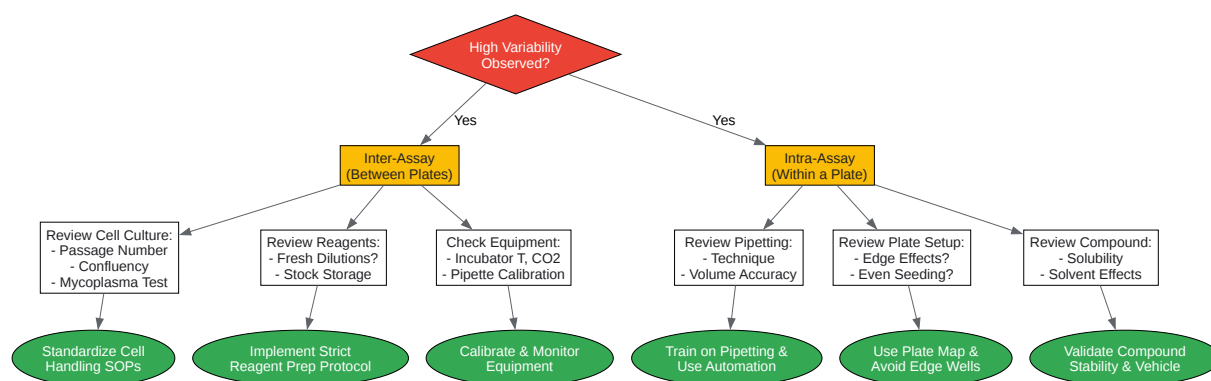 High Variability
Observed?
Yes
Yes
Inter-Assay
(Between Plates)
Intra-Assay
(Within a Plate)
Review Cell Culture:
- Passage Number
- Confluency
- Mycoplasma Test
Review Reagents:
- Fresh Dilutions?
- Stock Storage
Check Equipment:
- Incubator T, CO2
- Pipette Calibration
Review Pipetting:
- Technique
- Volume Accuracy
Review Plate Setup:
- Edge Effects?
- Even Seeding?
Review Compound:
- Solubility
- Solvent Effects
Standardize Cell
Handling SOPs
Implement Strict
Reagent Prep Protocol
Calibrate & Monitor
Equipment
Train on Pipetting &
Use Automation
Use Plate Map &
Avoid Edge Wells
Validate Compound
Stability & Vehicle